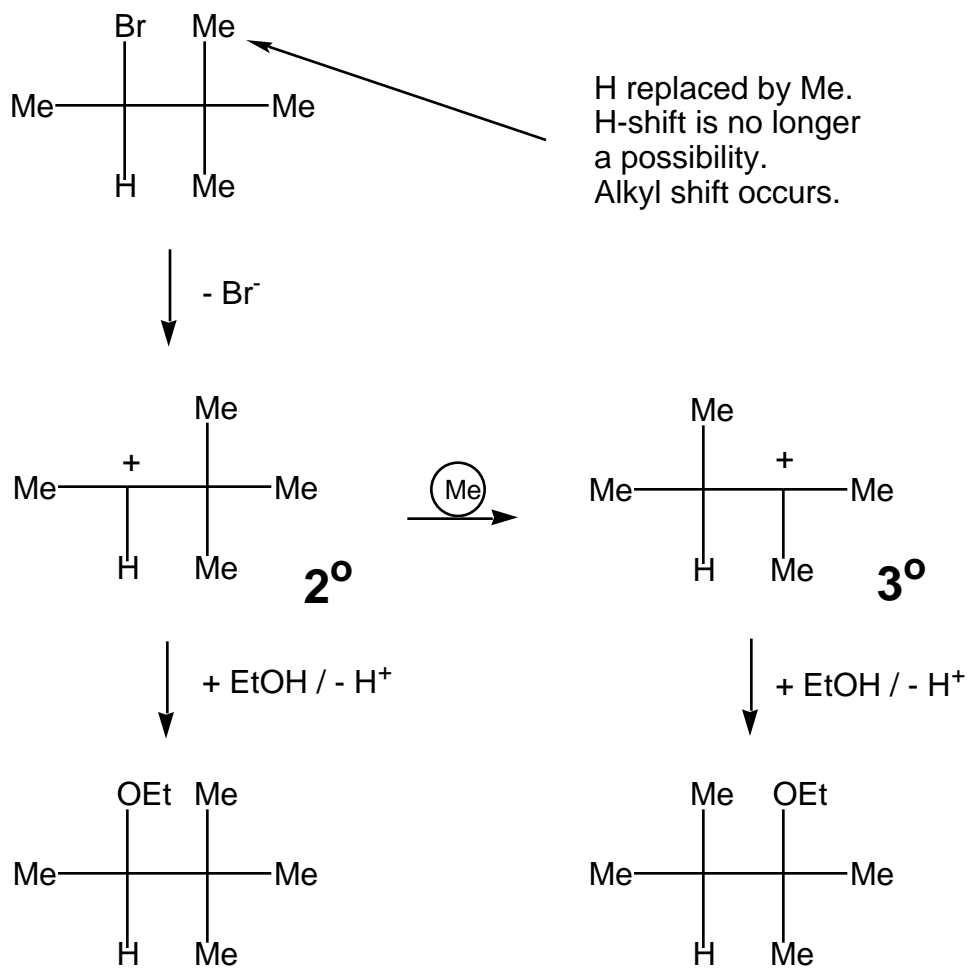 Br Me
Me Me
H Me
H replaced by Me.
H-shift is no longer
a possibility.
Alkyl shift occurs.
- Br-
Me
+
Me Me
H Me
2o
Me
Me
+
Me Me
H Me
3o
+ EtOH / - H+
+ EtOH / - H+
OEt Me
Me Me
H Me
Me OEt
Me Me
H Me